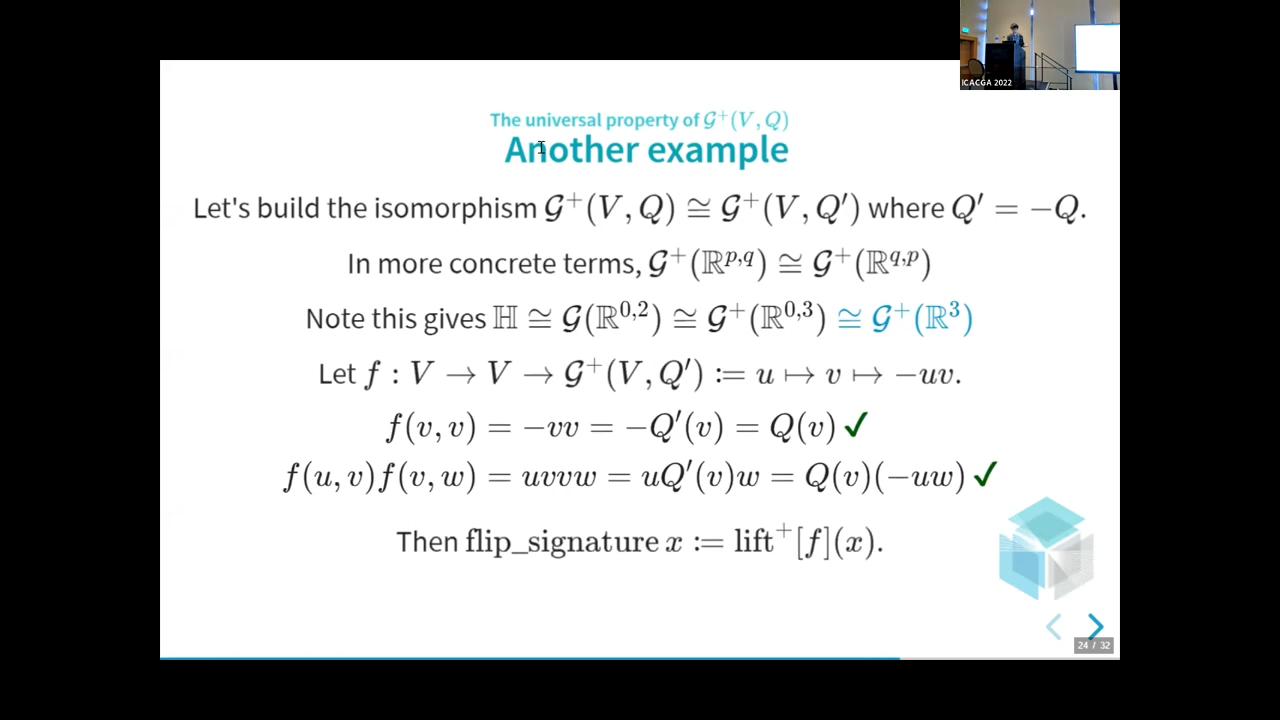 ICACGA 2022
The universal property of 𝒢⁺(V, Q)
Another example
Let's build the isomorphism 𝒢⁺(V, Q) ≅ 𝒢⁺(V, Q′) where Q′ = −Q.
In more concrete terms, 𝒢⁺(ℝ^{p,q}) ≅ 𝒢⁺(ℝ^{q,p})
Note this gives ℍ ≅ 𝒢(ℝ^{0,2}) ≅ 𝒢⁺(ℝ^{0,3}) ≅ 𝒢⁺(ℝ³)
Let f : V → V → 𝒢⁺(V, Q′) := u ↦ v ↦ −uv.
f(v, v) = −vv = −Q′(v) = Q(v) ✓
f(u, v)f(v, w) = uvvw = uQ′(v)w = Q(v)(−uw) ✓
Then flip_signature x := lift⁺[f](x).
24 / 32